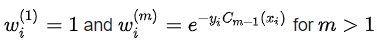 w_i^{(1)} = 1 and w_i^{(m)} = e^{-y_i C_{m-1}(x_i)} for m > 1